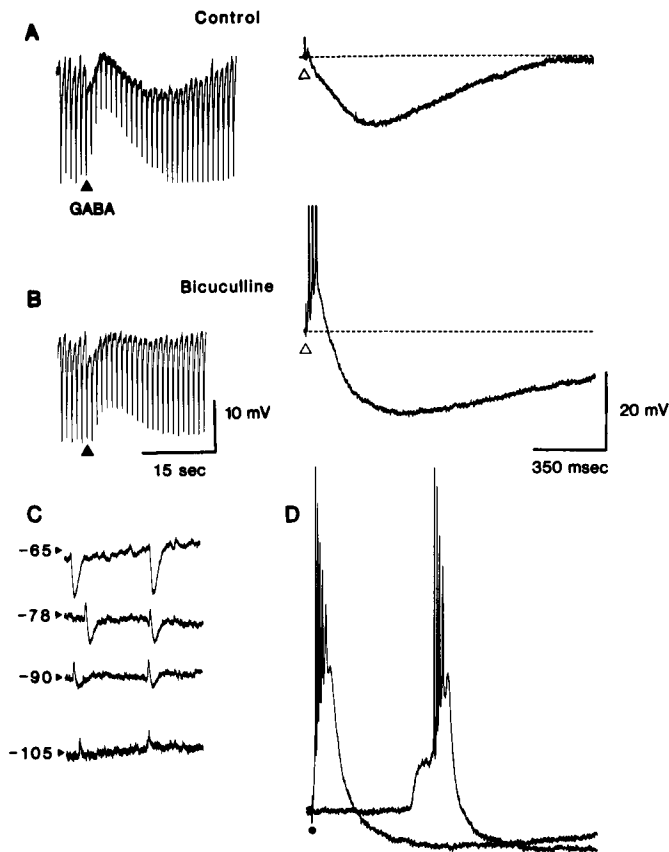 Control
A
GABA
Bicuculline
B
10 mV
15 sec
20 mV
350 msec
C
D
-65
-78
-90
-105